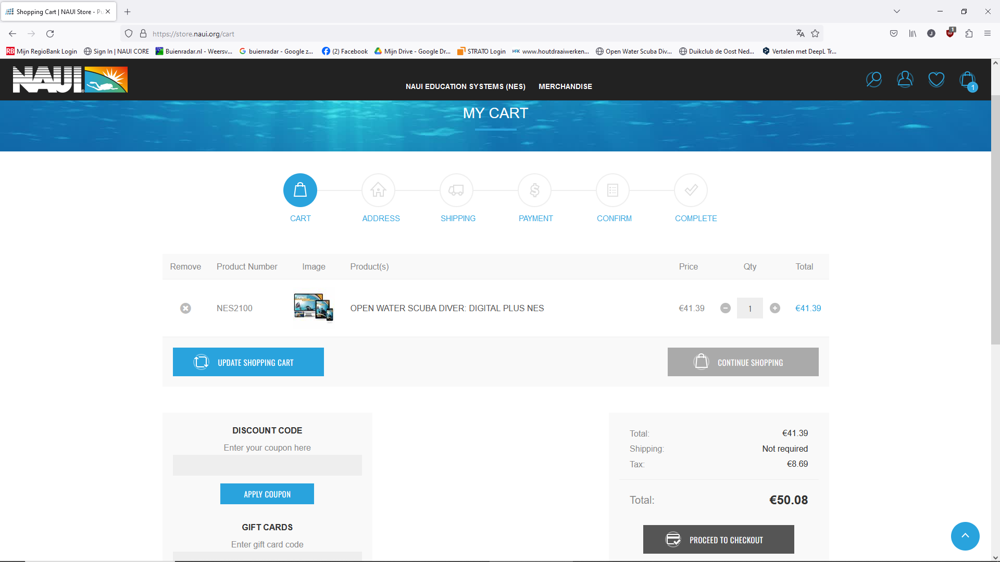 Shopping Cart | NAUI Store - Pu
https://store.naui.org/cart
Mijn RegioBank Login
Sign In | NAUI CORE
Buienradar.nl - Weersv...
buienradar - Google z...
(2) Facebook
Mijn Drive - Google Dr...
STRATO Login
www.houtdraaiwerken...
Open Water Scuba Div...
Duikclub de Oost Ned...
Vertalen met DeepL Tr...
NAUI
NAUI EDUCATION SYSTEMS (NES)
MERCHANDISE
1
MY CART
CART
ADDRESS
SHIPPING
PAYMENT
CONFIRM
COMPLETE
Remove Product Number Image Product(s) Price Qty Total
NES2100 OPEN WATER SCUBA DIVER: DIGITAL PLUS NES €41.39 1 €41.39
UPDATE SHOPPING CART
CONTINUE SHOPPING
DISCOUNT CODE
Enter your coupon here
APPLY COUPON
GIFT CARDS
Enter gift card code
Total: €41.39
Shipping: Not required
Tax: €8.69
Total: €50.08
PROCEED TO CHECKOUT